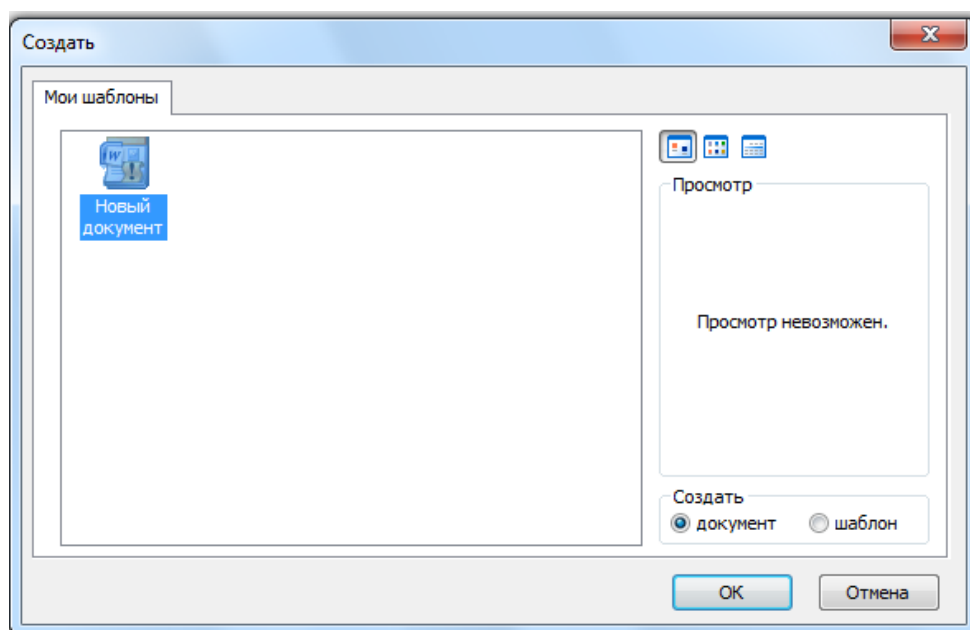 Создать
Мои шаблоны
Новый
документ
Просмотр
Просмотр невозможен.
Создать
документ
шаблон
ОК
Отмена